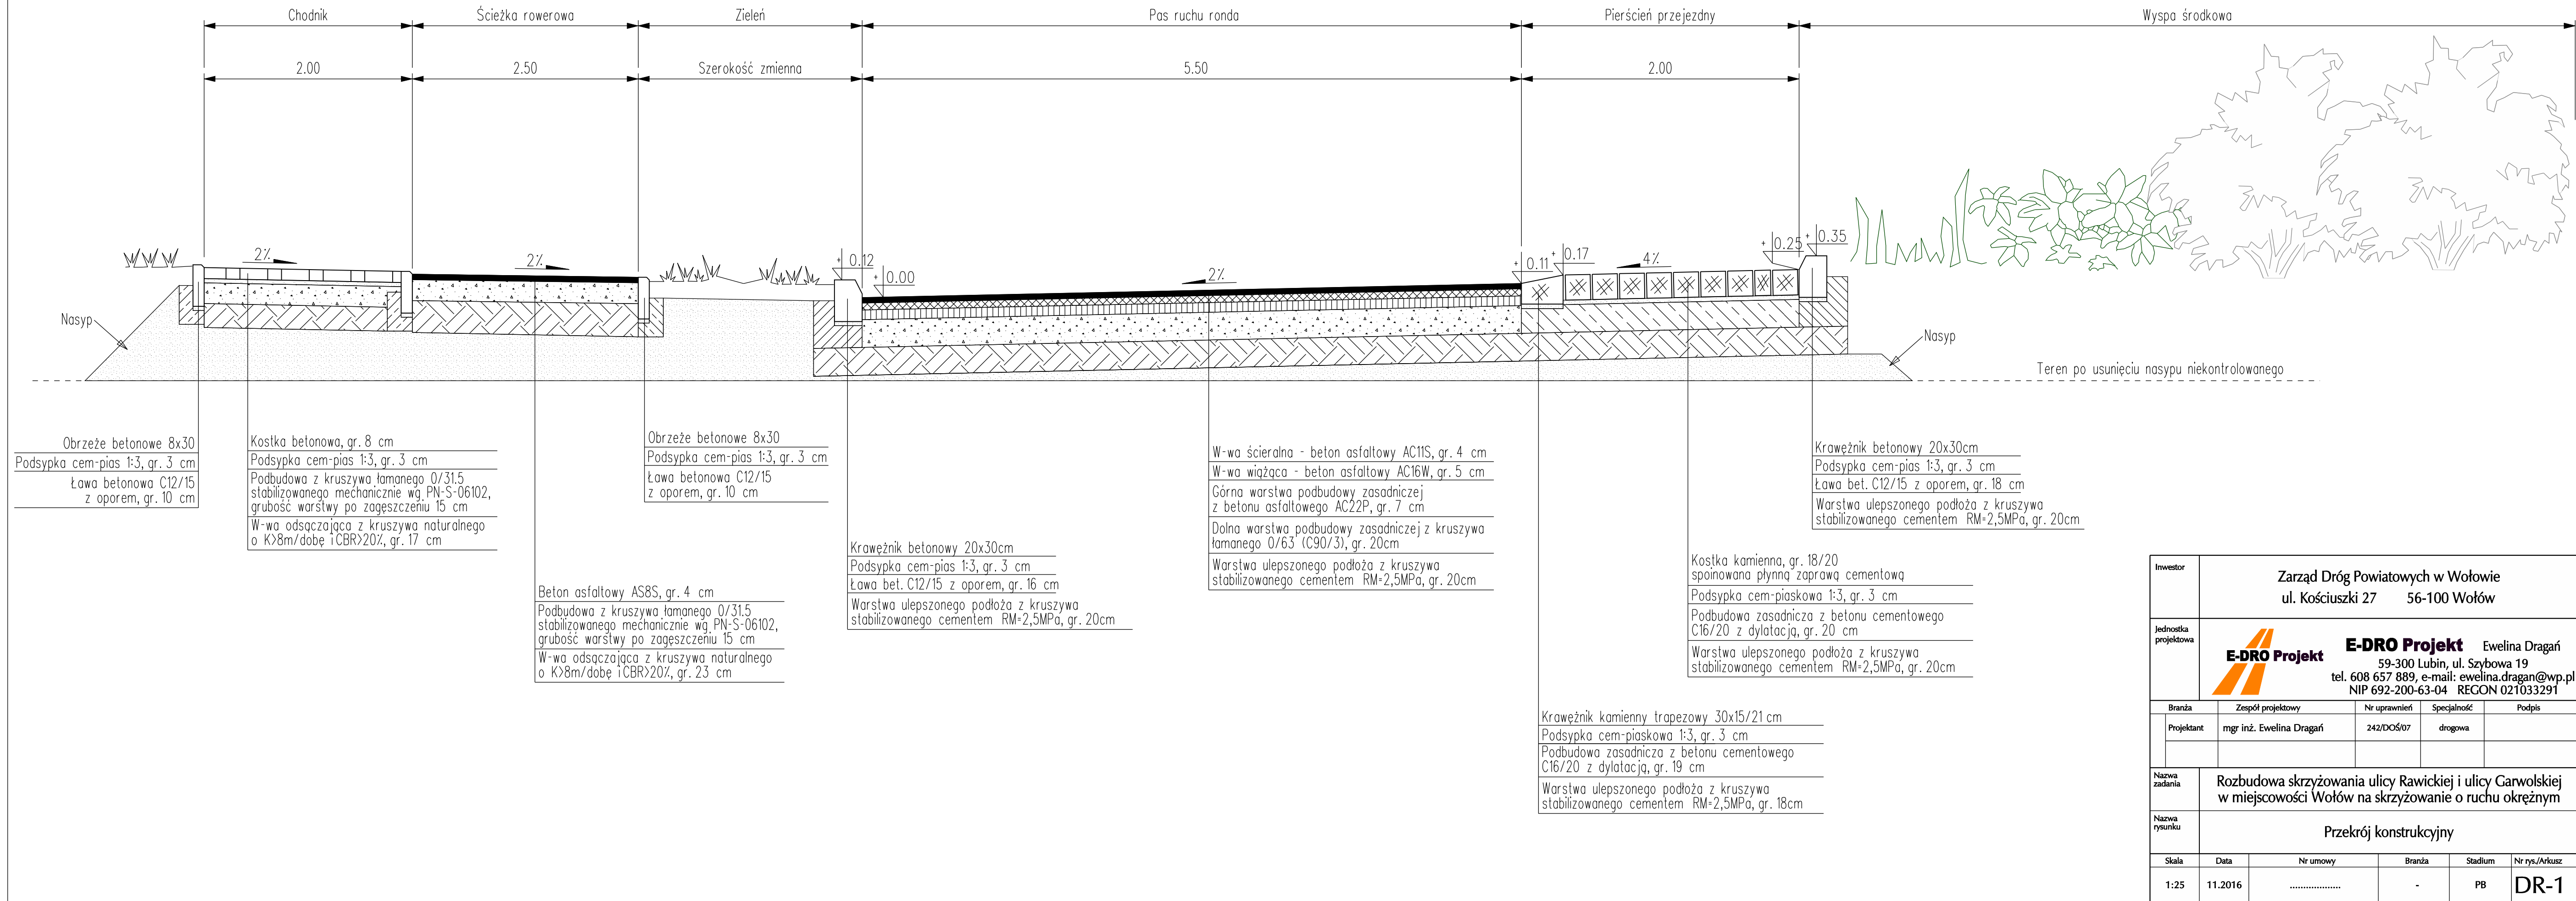 Chodnik
Ścieżka rowerowa
Zieleń
Pas ruchu ronda
Pierścień przejezdny
Wyspa środkowa
2.00
2.50
Szerokość zmienna
5.50
2.00
2%
2%
+ 0.12
+ 0.00
2%
+ 0.11
+ 0.17
4%
+ 0.25
+ 0.35
Nasyp
Nasyp
Teren po usunięciu nasypu niekontrolowanego
Obrzeże betonowe 8x30
Podsypka cem-pias 1:3, gr. 3 cm
Ława betonowa C12/15
z oporem, gr. 10 cm
Kostka betonowa, gr. 8 cm
Podsypka cem-pias 1:3, gr. 3 cm
Podbudowa z kruszywa łamanego 0/31.5
stabilizowanego mechanicznie wg PN-S-06102,
grubość warstwy po zagęszczeniu 15 cm
W-wa odsączająca z kruszywa naturalnego
o K>8m/dobę i CBR>20%, gr. 17 cm
Beton asfaltowy AS8S, gr. 4 cm
Podbudowa z kruszywa łamanego 0/31.5
stabilizowanego mechanicznie wg PN-S-06102,
grubość warstwy po zagęszczeniu 15 cm
W-wa odsączająca z kruszywa naturalnego
o K>8m/dobę i CBR>20%, gr. 23 cm
Obrzeże betonowe 8x30
Podsypka cem-pias 1:3, gr. 3 cm
Ława betonowa C12/15
z oporem, gr. 10 cm
Krawężnik betonowy 20x30cm
Podsypka cem-pias 1:3, gr. 3 cm
Ława bet. C12/15 z oporem, gr. 16 cm
Warstwa ulepszonego podłoża z kruszywa
stabilizowanego cementem RM=2,5MPa, gr. 20cm
W-wa ścieralna - beton asfaltowy AC11S, gr. 4 cm
W-wa wiążąca - beton asfaltowy AC16W, gr. 5 cm
Górna warstwa podbudowy zasadniczej
z betonu asfaltowego AC22P, gr. 7 cm
Dolna warstwa podbudowy zasadniczej z kruszywa
łamanego 0/63 (C90/3), gr. 20cm
Warstwa ulepszonego podłoża z kruszywa
stabilizowanego cementem RM=2,5MPa, gr. 20cm
Krawężnik kamienny trapezowy 30x15/21 cm
Podsypka cem-piaskowa 1:3, gr. 3 cm
Podbudowa zasadnicza z betonu cementowego
C16/20 z dylatacją, gr. 19 cm
Warstwa ulepszonego podłoża z kruszywa
stabilizowanego cementem RM=2,5MPa, gr. 18cm
Kostka kamienna, gr. 18/20
spoinowana płynną zaprawą cementową
Podsypka cem-piaskowa 1:3, gr. 3 cm
Podbudowa zasadnicza z betonu cementowego
C16/20 z dylatacją, gr. 20 cm
Warstwa ulepszonego podłoża z kruszywa
stabilizowanego cementem RM=2,5MPa, gr. 20cm
Krawężnik betonowy 20x30cm
Podsypka cem-pias 1:3, gr. 3 cm
Ława bet. C12/15 z oporem, gr. 18 cm
Warstwa ulepszonego podłoża z kruszywa
stabilizowanego cementem RM=2,5MPa, gr. 20cm
Inwestor
Zarząd Dróg Powiatowych w Wołowie
ul. Kościuszki 27 56-100 Wołów
Jednostka
projektowa
E-DRO Projekt
E-DRO Projekt Ewelina Dragań
59-300 Lubin, ul. Szybowa 19
tel. 608 657 889, e-mail: ewelina.dragan@wp.pl
NIP 692-200-63-04 REGON 021033291
Branża Zespół projektowy Nr uprawnień Specjalność Podpis
Projektant mgr inż. Ewelina Dragań 242/DOŚ/07 drogowa
Nazwa
zadania
Rozbudowa skrzyżowania ulicy Rawickiej i ulicy Garwolskiej
w miejscowości Wołów na skrzyżowanie o ruchu okrężnym
Nazwa
rysunku
Przekrój konstrukcyjny
Skala Data Nr umowy Branża Stadium Nr rys./Arkusz
1:25 11.2016 ................... - PB DR-1